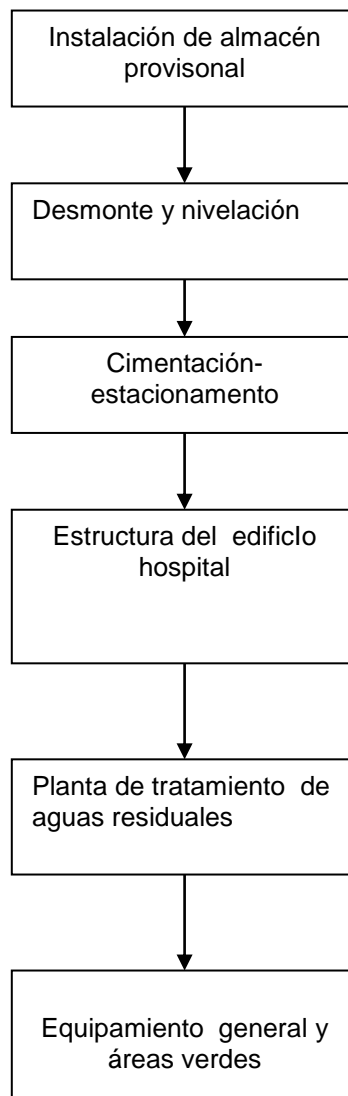 Instalación de almacén
provisonal
Desmonte y nivelación
Cimentación-
estacionamento
Estructura del edificIo
hospital
Planta de tratamiento de
aguas residuales
Equipamiento general y
áreas verdes